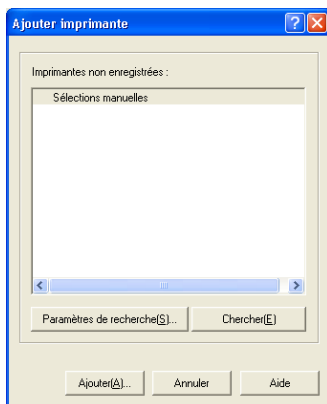 Ajouter imprimante
Imprimantes non enregistrées :
Sélections manuelles
Paramètres de recherche(S)... Chercher(E)
Ajouter(A)... Annuler Aide